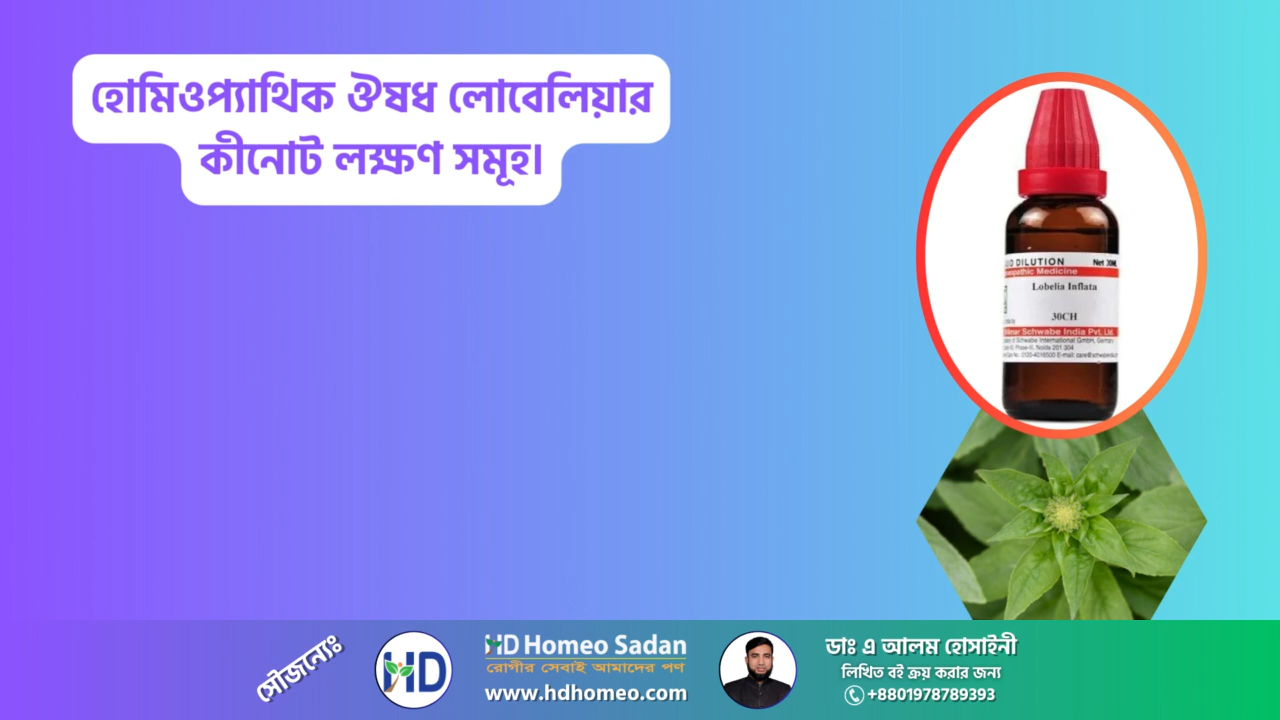 হোমিওপ্যাথিক ঔষধ লোবেলিয়ার
কীনোট লক্ষণ সমূহ।
DILUTION Net
Medicine
Lobelia Inflata
30CH
Schwabe India Pvt. Ltd.
সৌজন্যেঃ
HD
HD Homeo Sadan
রোগীর সেবাই আমাদের পণ
www.hdhomeo.com
ডাঃ এ আলম হোসাইনী
লিখিত বই ক্রয় করার জন্য
+8801978789393